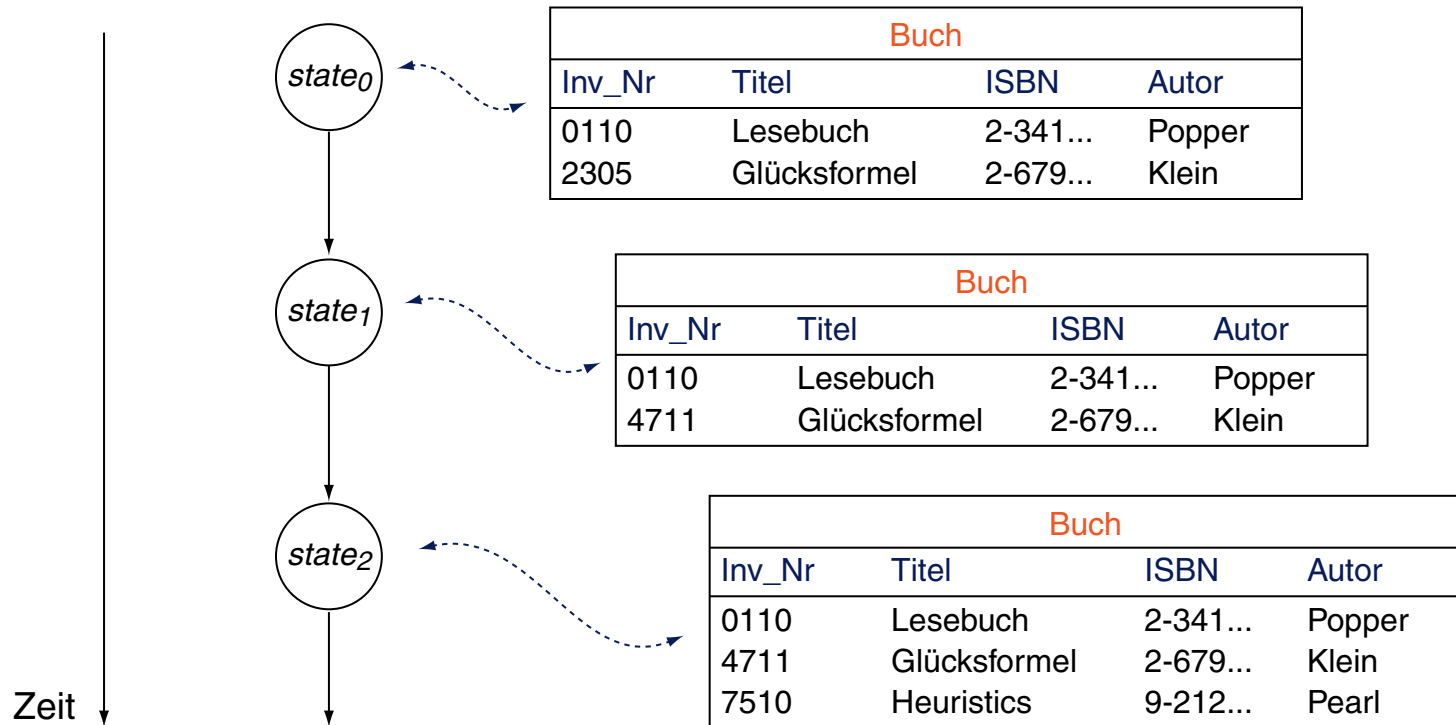 state0
Buch
Inv_Nr Titel ISBN Autor
0110 Lesebuch 2-341... Popper
2305 Glücksformel 2-679... Klein
state1
Buch
Inv_Nr Titel ISBN Autor
0110 Lesebuch 2-341... Popper
4711 Glücksformel 2-679... Klein
state2
Buch
Inv_Nr Titel ISBN Autor
0110 Lesebuch 2-341... Popper
4711 Glücksformel 2-679... Klein
7510 Heuristics 9-212... Pearl
Zeit